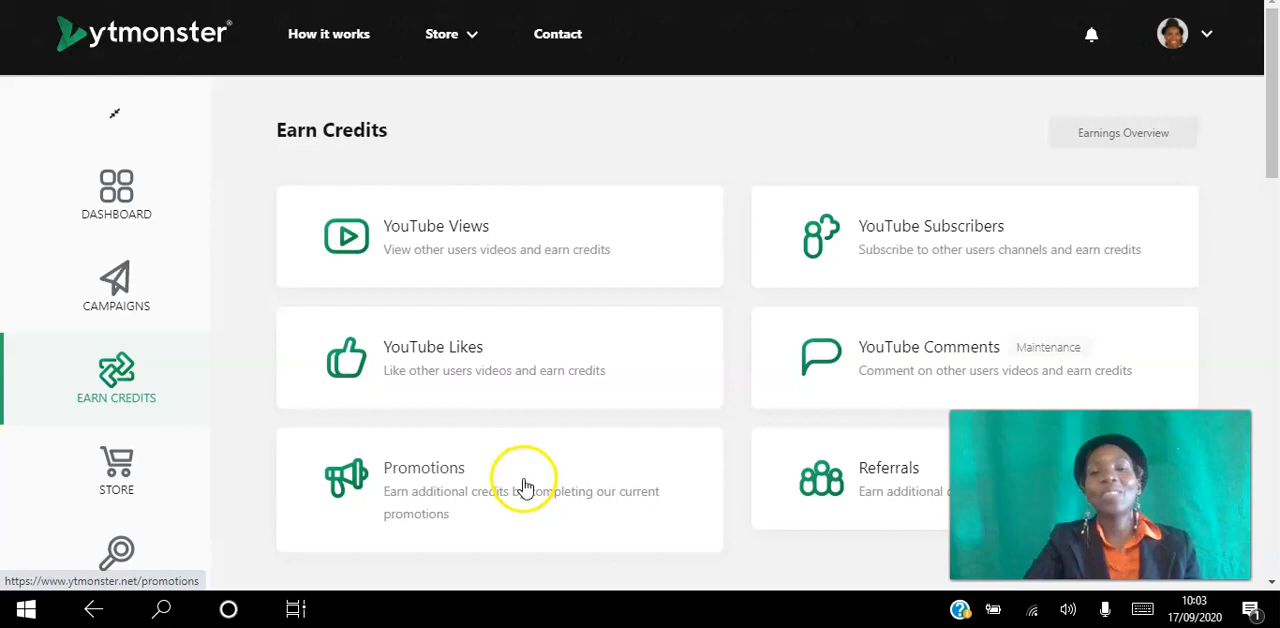 ytmonster®
How it works
Store
Contact
Earn Credits
Earnings Overview
DASHBOARD
CAMPAIGNS
EARN CREDITS
STORE
YouTube Views
View other users videos and earn credits
YouTube Subscribers
Subscribe to other users channels and earn credits
YouTube Likes
Like other users videos and earn credits
YouTube Comments Maintenance
Comment on other users videos and earn credits
Promotions
Earn additional credits by completing our current
promotions
Referrals
Earn additional
https://www.ytmonster.net/promotions
10:03
17/09/2020
1